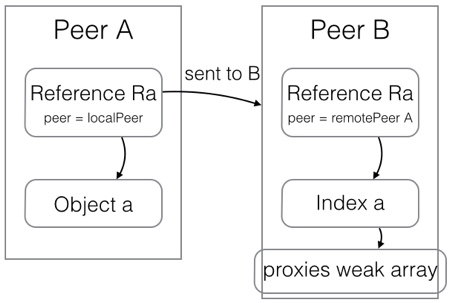 Peer A
Reference Ra
peer = localPeer
Object a
sent to B
Peer B
Reference Ra
peer = remotePeer A
Index a
proxies weak array